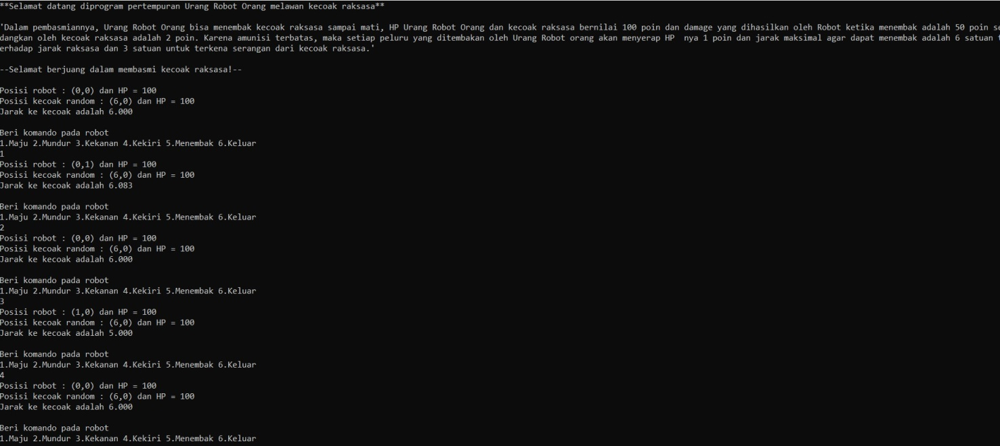 **Selamat datang diprogram pertempuran Urang Robot Orang melawan kecoak raksasa**
'Dalam pembasmiannya, Urang Robot Orang bisa menembak kecoak raksasa sampai mati, HP Urang Robot Orang dan kecoak raksasa bernilai 100 poin dan damage yang dihasilkan oleh Robot ketika menembak adalah 50 poin se
dangkan oleh kecoak raksasa adalah 2 poin. Karena amunisi terbatas, maka setiap peluru yang ditembakan oleh Urang Robot orang akan menyerap HP  nya 1 poin dan jarak maksimal agar dapat menembak adalah 6 satuan t
erhadap jarak raksasa dan 3 satuan untuk terkena serangan dari kecoak raksasa.'
--Selamat berjuang dalam membasmi kecoak raksasa!--
Posisi robot : (0,0) dan HP = 100
Posisi kecoak random : (6,0) dan HP = 100
Jarak ke kecoak adalah 6.000
Beri komando pada robot
1.Maju 2.Mundur 3.Kekanan 4.Kekiri 5.Menembak 6.Keluar
1
Posisi robot : (0,1) dan HP = 100
Posisi kecoak random : (6,0) dan HP = 100
Jarak ke kecoak adalah 6.083
Beri komando pada robot
1.Maju 2.Mundur 3.Kekanan 4.Kekiri 5.Menembak 6.Keluar
2
Posisi robot : (0,0) dan HP = 100
Posisi kecoak random : (6,0) dan HP = 100
Jarak ke kecoak adalah 6.000
Beri komando pada robot
1.Maju 2.Mundur 3.Kekanan 4.Kekiri 5.Menembak 6.Keluar
3
Posisi robot : (1,0) dan HP = 100
Posisi kecoak random : (6,0) dan HP = 100
Jarak ke kecoak adalah 5.000
Beri komando pada robot
1.Maju 2.Mundur 3.Kekanan 4.Kekiri 5.Menembak 6.Keluar
4
Posisi robot : (0,0) dan HP = 100
Posisi kecoak random : (6,0) dan HP = 100
Jarak ke kecoak adalah 6.000
Beri komando pada robot
1.Maju 2.Mundur 3.Kekanan 4.Kekiri 5.Menembak 6.Keluar